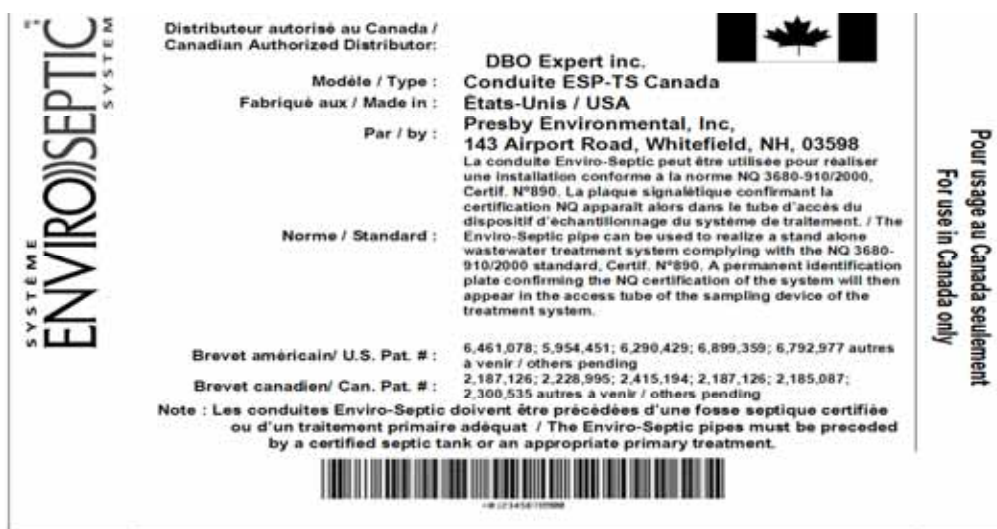 SYSTÈME
ENVIRO)))SEPTIC
SYSTEM
Distributeur autorisé au Canada /
Canadian Authorized Distributor:
DBO Expert inc.
Modèle / Type :
Conduite ESP-TS Canada
Fabriqué aux / Made in :
États-Unis / USA
Par / by :
Presby Environmental, Inc,
143 Airport Road, Whitefield, NH, 03598
Norme / Standard :
La conduite Enviro-Septic peut être utilisée pour réaliser
une installation conforme à la norme NQ 3680-910/2000,
Certif. Nº890. La plaque signalétique confirmant la
certification NQ apparaît alors dans le tube d'accès du
dispositif d'échantillonnage du système de traitement. / The
Enviro-Septic pipe can be used to realize a stand alone
wastewater treatment system complying with the NQ 3680-
910/2000 standard, Certif. Nº890, A permanent identification
plate confirming the NQ certification of the system will then
appear in the access tube of the sampling device of the
treatment system.
Brevet américain/ U.S. Pat. # :
6,461,078; 5,954,451; 6,290,429; 6,899,359; 6,792,977 autres
à venir / others pending
Brevet canadien/ Can. Pat. # :
2,187,126; 2,228,995; 2,415,194; 2,187,126; 2,185,087;
2,300,535 autres à venir / others pending
Note : Les conduites Enviro-Septic doivent être précédées d'une fosse septique certifiée
ou d'un traitement primaire adéquat / The Enviro-Septic pipes must be preceded
by a certified septic tank or an appropriate primary treatment.
Pour usage au Canada seulement
For use in Canada only